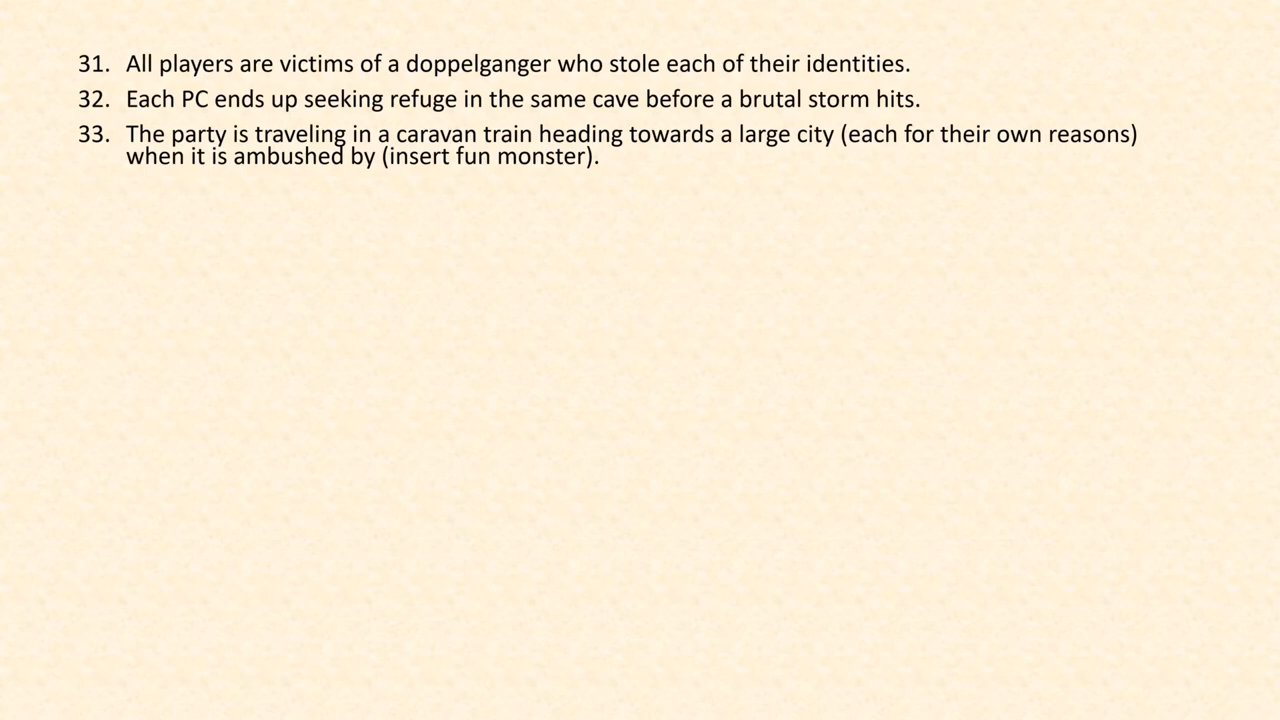 31. All players are victims of a doppelganger who stole each of their identities.
32. Each PC ends up seeking refuge in the same cave before a brutal storm hits.
33. The party is traveling in a caravan train heading towards a large city (each for their own reasons)
when it is ambushed by (insert fun monster).